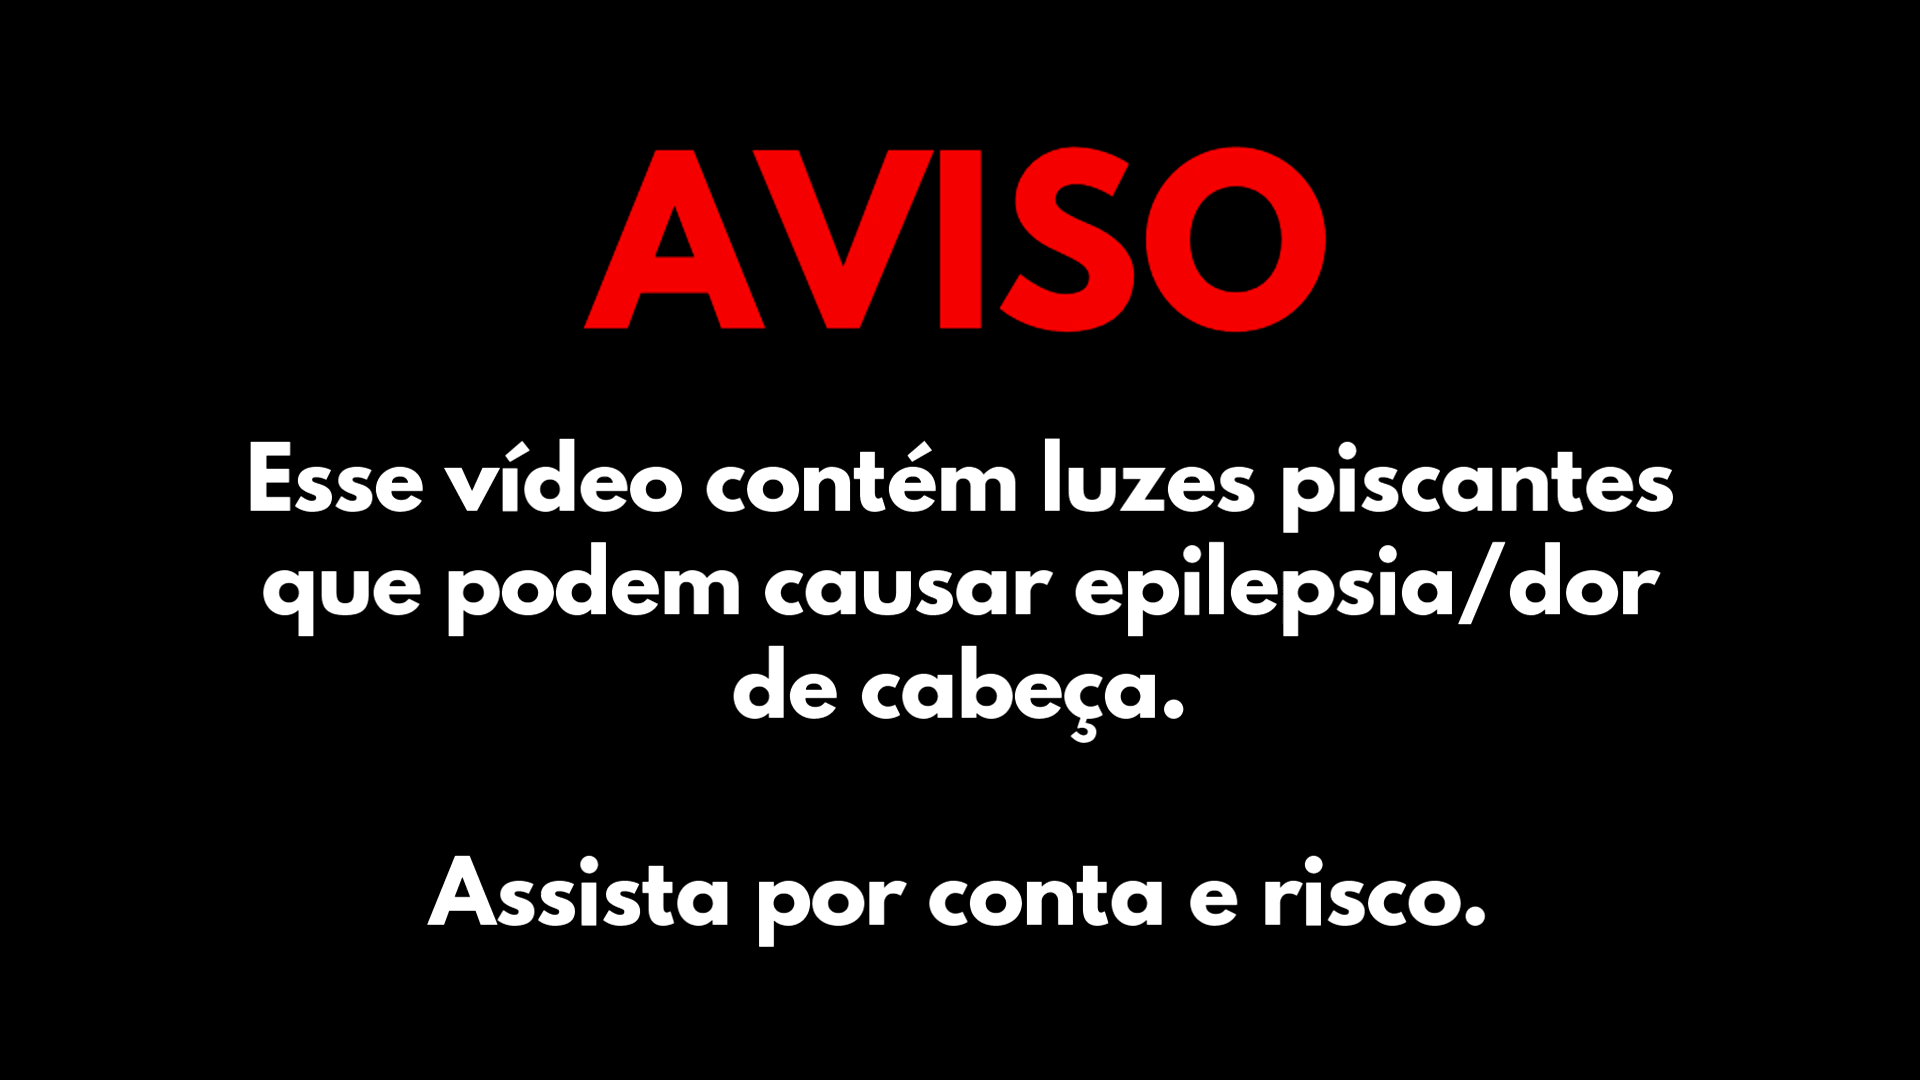 AVISO
Esse vídeo contém luzes piscantes
que podem causar epilepsia/dor
de cabeça.
Assista por conta e risco.